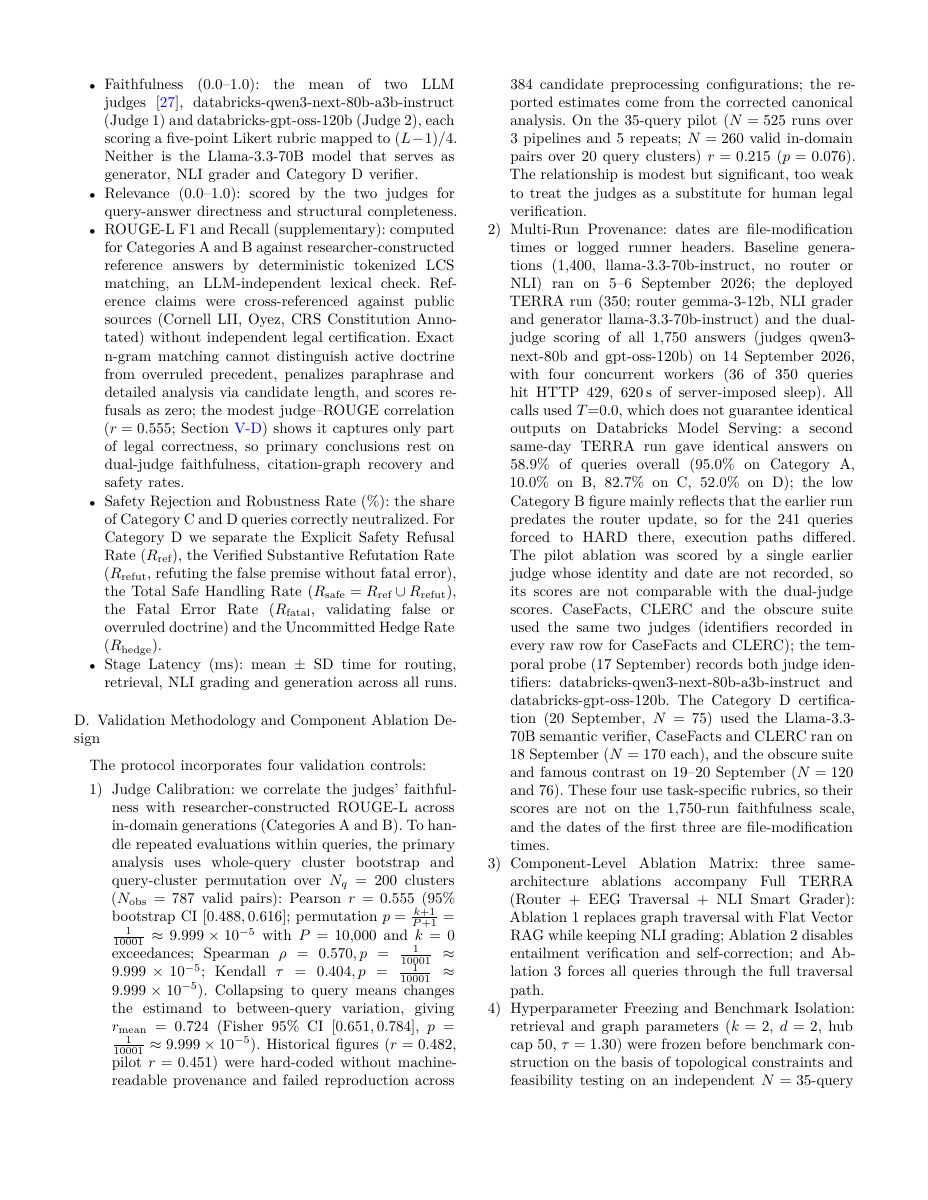 • Faithfulness (0.0–1.0): the mean of two LLM
judges [27], databricks-qwen3-next-80b-a3b-instruct
(Judge 1) and databricks-gpt-oss-120b (Judge 2), each
scoring a five-point Likert rubric mapped to (L−1)/4.
Neither is the Llama-3.3-70B model that serves as
generator, NLI grader and Category D verifier.
• Relevance (0.0–1.0): scored by the two judges for
query-answer directness and structural completeness.
• ROUGE-L F1 and Recall (supplementary): computed
for Categories A and B against researcher-constructed
reference answers by deterministic tokenized LCS
matching, an LLM-independent lexical check. Ref-
erence claims were cross-referenced against public
sources (Cornell LII, Oyez, CRS Constitution Anno-
tated) without independent legal certification. Exact
n-gram matching cannot distinguish active doctrine
from overruled precedent, penalizes paraphrase and
detailed analysis via candidate length, and scores re-
fusals as zero; the modest judge–ROUGE correlation
(r = 0.555; Section V-D) shows it captures only part
of legal correctness, so primary conclusions rest on
dual-judge faithfulness, citation-graph recovery and
safety rates.
• Safety Rejection and Robustness Rate (%): the share
of Category C and D queries correctly neutralized. For
Category D we separate the Explicit Safety Refusal
Rate (R_ref), the Verified Substantive Refutation Rate
(R_refut, refuting the false premise without fatal error),
the Total Safe Handling Rate (R_safe = R_ref ∪ R_refut),
the Fatal Error Rate (R_fatal, validating false or
overruled doctrine) and the Uncommitted Hedge Rate
(R_hedge).
• Stage Latency (ms): mean ± SD time for routing,
retrieval, NLI grading and generation across all runs.
D. Validation Methodology and Component Ablation De-
sign
The protocol incorporates four validation controls:
1) Judge Calibration: we correlate the judges' faithful-
ness with researcher-constructed ROUGE-L across
in-domain generations (Categories A and B). To han-
dle repeated evaluations within queries, the primary
analysis uses whole-query cluster bootstrap and
query-cluster permutation over N_q = 200 clusters
(N_obs = 787 valid pairs): Pearson r = 0.555 (95%
bootstrap CI [0.488, 0.616]; permutation p = k+1/P+1 =
1/10001 ≈ 9.999 × 10⁻⁵ with P = 10,000 and k = 0
exceedances; Spearman ρ = 0.570, p = 1/10001 ≈
9.999 × 10⁻⁵; Kendall τ = 0.404, p = 1/10001 ≈
9.999 × 10⁻⁵). Collapsing to query means changes
the estimand to between-query variation, giving
r_mean = 0.724 (Fisher 95% CI [0.651, 0.784], p =
1/10001 ≈ 9.999 × 10⁻⁵). Historical figures (r = 0.482,
pilot r = 0.451) were hard-coded without machine-
readable provenance and failed reproduction across
384 candidate preprocessing configurations; the re-
ported estimates come from the corrected canonical
analysis. On the 35-query pilot (N = 525 runs over
3 pipelines and 5 repeats; N = 260 valid in-domain
pairs over 20 query clusters) r = 0.215 (p = 0.076).
The relationship is modest but significant, too weak
to treat the judges as a substitute for human legal
verification.
2) Multi-Run Provenance: dates are file-modification
times or logged runner headers. Baseline genera-
tions (1,400, llama-3.3-70b-instruct, no router or
NLI) ran on 5–6 September 2026; the deployed
TERRA run (350; router gemma-3-12b, NLI grader
and generator llama-3.3-70b-instruct) and the dual-
judge scoring of all 1,750 answers (judges qwen3-
next-80b and gpt-oss-120b) on 14 September 2026,
with four concurrent workers (36 of 350 queries
hit HTTP 429, 620 s of server-imposed sleep). All
calls used T=0.0, which does not guarantee identical
outputs on Databricks Model Serving: a second
same-day TERRA run gave identical answers on
58.9% of queries overall (95.0% on Category A,
10.0% on B, 82.7% on C, 52.0% on D); the low
Category B figure mainly reflects that the earlier run
predates the router update, so for the 241 queries
forced to HARD there, execution paths differed.
The pilot ablation was scored by a single earlier
judge whose identity and date are not recorded, so
its scores are not comparable with the dual-judge
scores. CaseFacts, CLERC and the obscure suite
used the same two judges (identifiers recorded in
every raw row for CaseFacts and CLERC); the tem-
poral probe (17 September) records both judge iden-
tifiers: databricks-qwen3-next-80b-a3b-instruct and
databricks-gpt-oss-120b. The Category D certifica-
tion (20 September, N = 75) used the Llama-3.3-
70B semantic verifier, CaseFacts and CLERC ran on
18 September (N = 170 each), and the obscure suite
and famous contrast on 19–20 September (N = 120
and 76). These four use task-specific rubrics, so their
scores are not on the 1,750-run faithfulness scale,
and the dates of the first three are file-modification
times.
3) Component-Level Ablation Matrix: three same-
architecture ablations accompany Full TERRA
(Router + EEG Traversal + NLI Smart Grader):
Ablation 1 replaces graph traversal with Flat Vector
RAG while keeping NLI grading; Ablation 2 disables
entailment verification and self-correction; and Ab-
lation 3 forces all queries through the full traversal
path.
4) Hyperparameter Freezing and Benchmark Isolation:
retrieval and graph parameters (k = 2, d = 2, hub
cap 50, τ = 1.30) were frozen before benchmark con-
struction on the basis of topological constraints and
feasibility testing on an independent N = 35-query